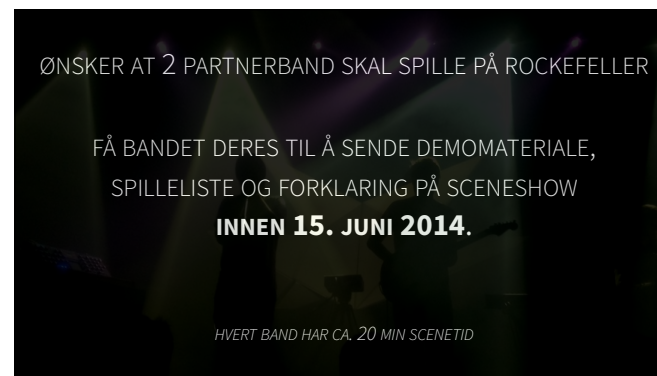 ØNSKER AT 2 PARTNERBAND SKAL SPILLE PÅ ROCKEFELLER
FÅ BANDET DERES TIL Å SENDE DEMOMATERIALE,
SPILLELISTE OG FORKLARING PÅ SCENESHOW
INNEN 15. JUNI 2014.
HVERT BAND HAR CA. 20 MIN SCENETID